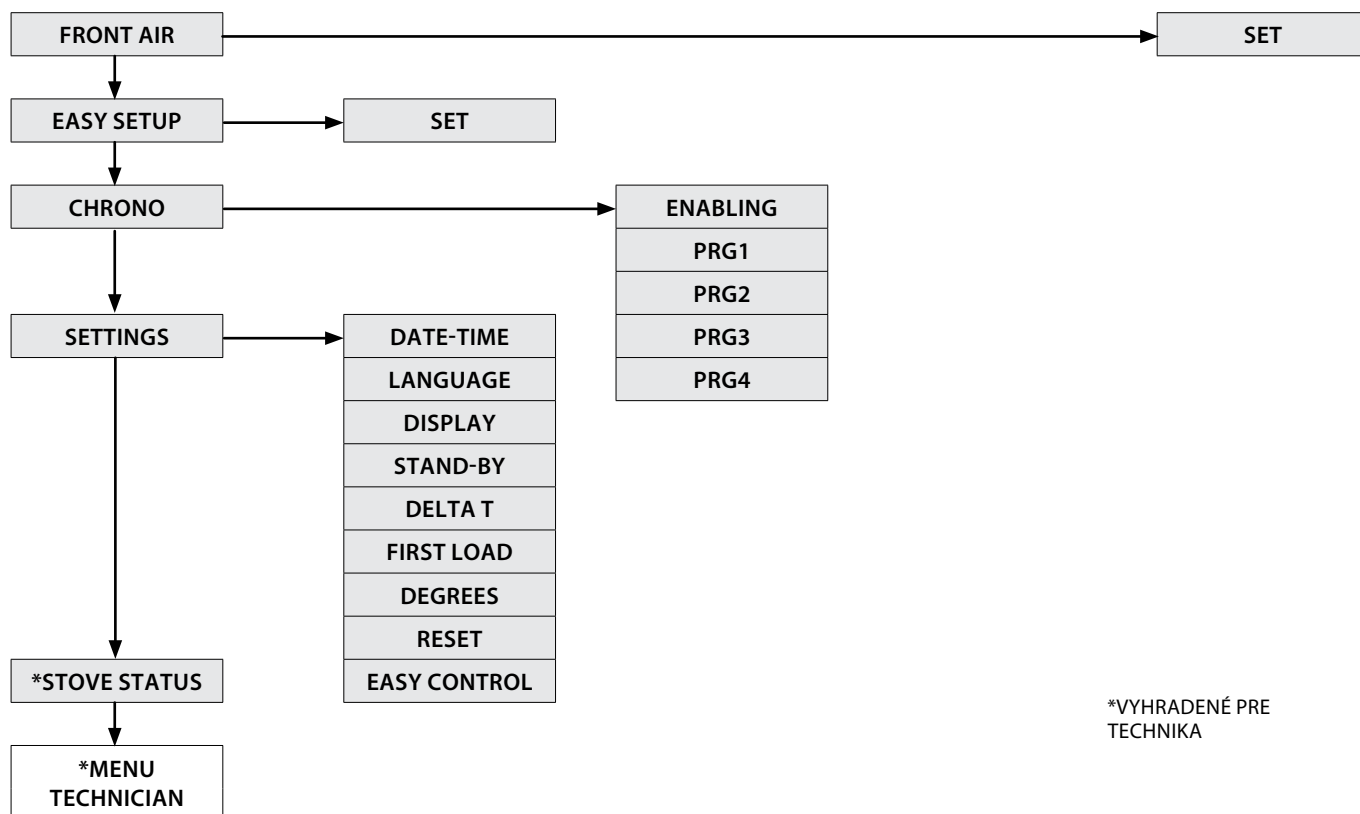 FRONT AIR
SET
EASY SETUP
SET
CHRONO
ENABLING
PRG1
PRG2
PRG3
PRG4
SETTINGS
DATE-TIME
LANGUAGE
DISPLAY
STAND-BY
DELTA T
FIRST LOAD
DEGREES
RESET
EASY CONTROL
*STOVE STATUS
*MENU
TECHNICIAN
*VYHRADENÉ PRE
TECHNIKA